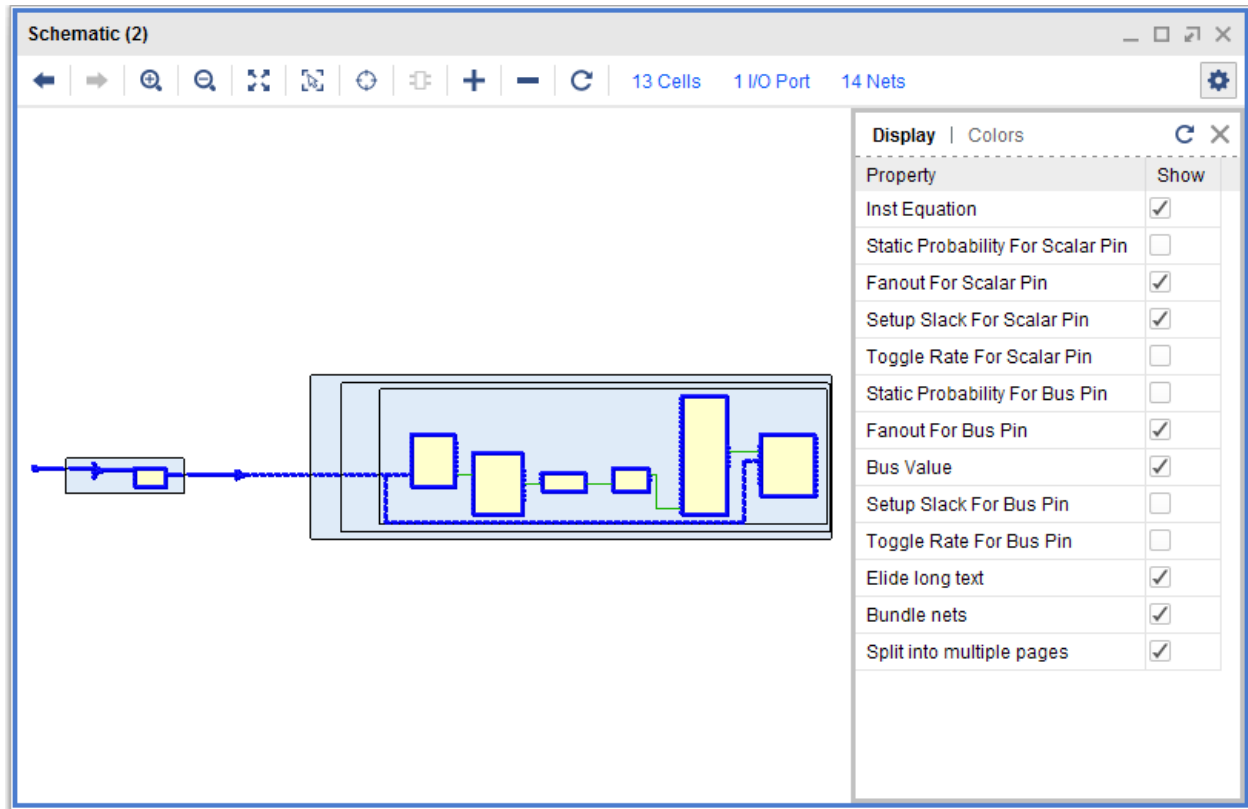 Schematic (2)
13 Cells 1 I/O Port 14 Nets
Display | Colors
Property Show
Inst Equation
Static Probability For Scalar Pin
Fanout For Scalar Pin
Setup Slack For Scalar Pin
Toggle Rate For Scalar Pin
Static Probability For Bus Pin
Fanout For Bus Pin
Bus Value
Setup Slack For Bus Pin
Toggle Rate For Bus Pin
Elide long text
Bundle nets
Split into multiple pages